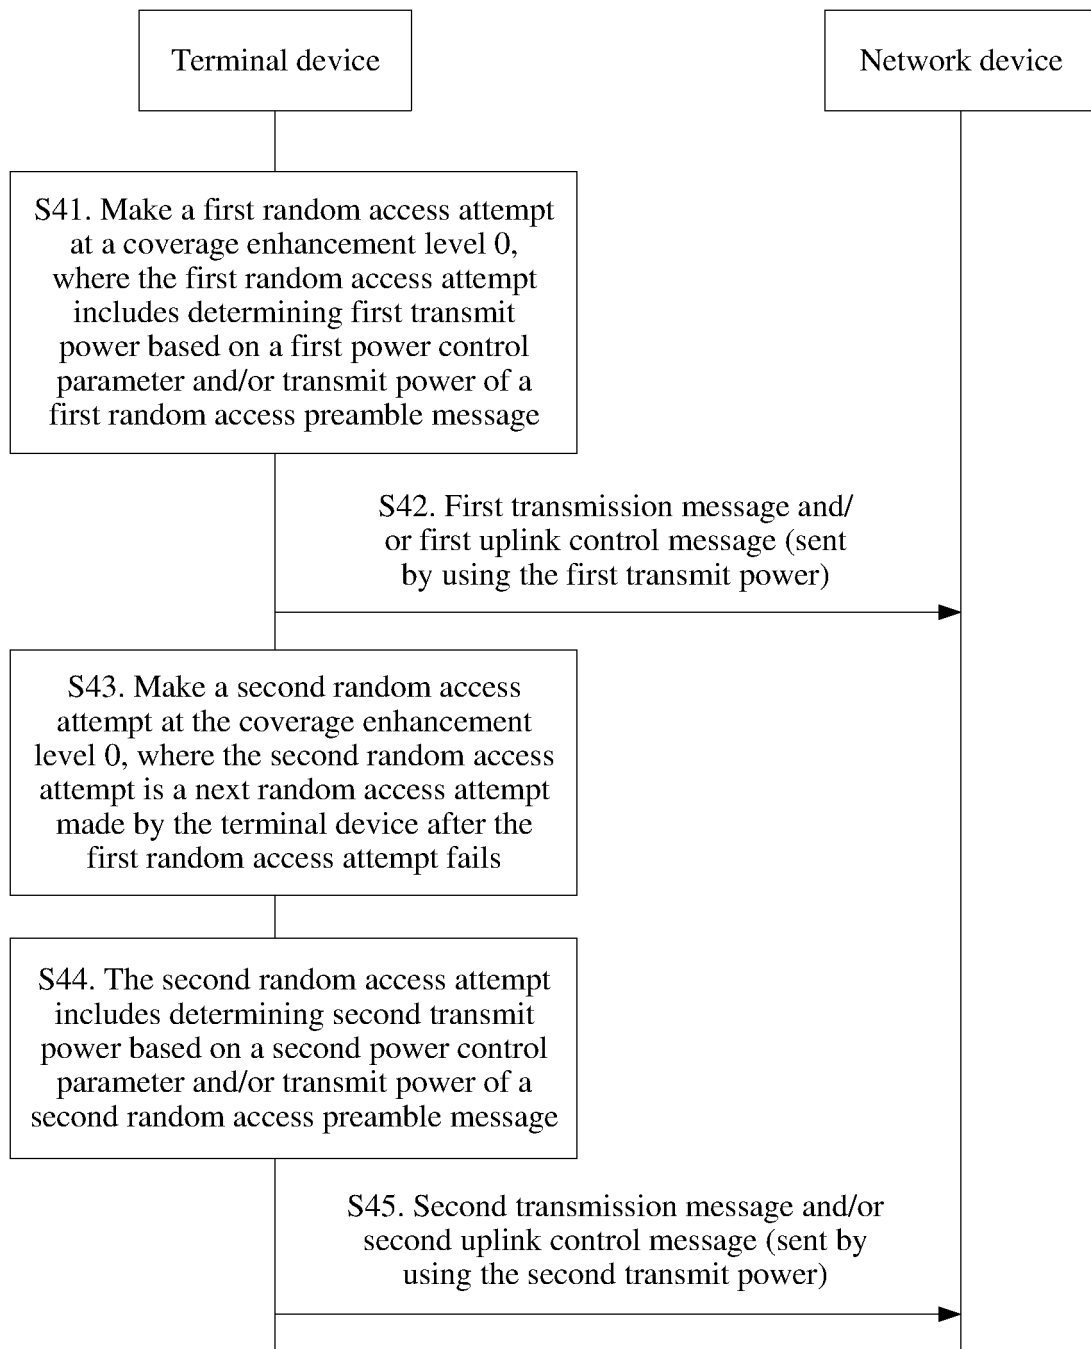 Terminal device
Network device
S41. Make a first random access attempt
at a coverage enhancement level 0,
where the first random access attempt
includes determining first transmit
power based on a first power control
parameter and/or transmit power of a
first random access preamble message
S42. First transmission message and/
or first uplink control message (sent
by using the first transmit power)
S43. Make a second random access
attempt at the coverage enhancement
level 0, where the second random access
attempt is a next random access attempt
made by the terminal device after the
first random access attempt fails
S44. The second random access attempt
includes determining second transmit
power based on a second power control
parameter and/or transmit power of a
second random access preamble message
S45. Second transmission message and/or
second uplink control message (sent by
using the second transmit power)